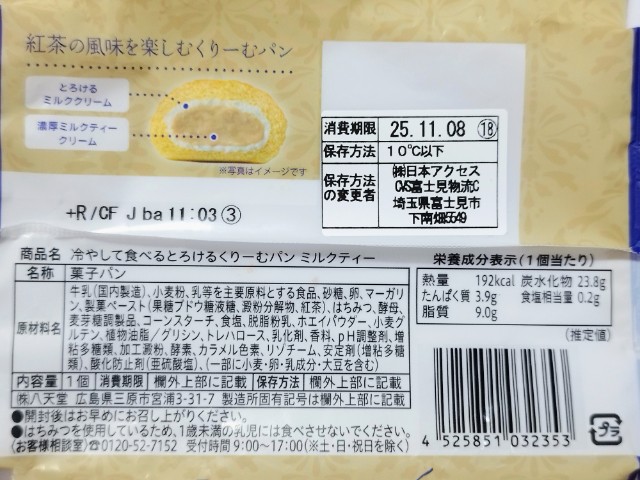 紅茶の風味を楽しむくりーむパン
とろける
ミルククリーム
濃厚ミルクティー
クリーム
※写真はイメージです
消費期限 25.11.08 ⑱
保存方法 10℃以下
保存方法の変更者
㈱日本アクセス
CVS富士見物流C
埼玉県富士見市
下南畑5549
+R/CF J ba 11:03 ③
商品名 冷やして食べるとろけるくりーむパン ミルクティー
名称 菓子パン
原材料名
牛乳(国内製造)、小麦粉、乳等を主要原料とする食品、砂糖、卵、マーガリ
ン、製菓ペースト(果糖ブドウ糖液糖、澱粉分解物、紅茶)、はちみつ、酵母、
麦芽糖調製品、コーンスターチ、食塩、脱脂粉乳、ホエイパウダー、小麦グ
ルテン、植物油脂/グリシン、トレハロース、乳化剤、香料、pH調整剤、増
粘多糖類、加工澱粉、酵素、カラメル色素、リゾチーム、安定剤(増粘多糖
類)、酸化防止剤(亜硫酸塩)、(一部に小麦・卵・乳成分・大豆を含む)
内容量 1個 消費期限 欄外上部に記載 保存方法 欄外上部に記載
㈱八天堂 広島県三原市宮浦3-31-7 製造所固有記号は欄外上部に記載
●開封後はお早めにお召し上がりください。
●はちみつを使用しているため、1歳未満の乳児には食べさせないでください。
〈お客様相談室〉☎0120-52-7152 受付時間 9:00〜17:00(※土・日・祝日を除く)
栄養成分表示(1個当たり)
熱量 192kcal 炭水化物 23.8g
たんぱく質 3.9g 食塩相当量 0.2g
脂質 9.0g
(推定値)
4 525851 032353
プラ